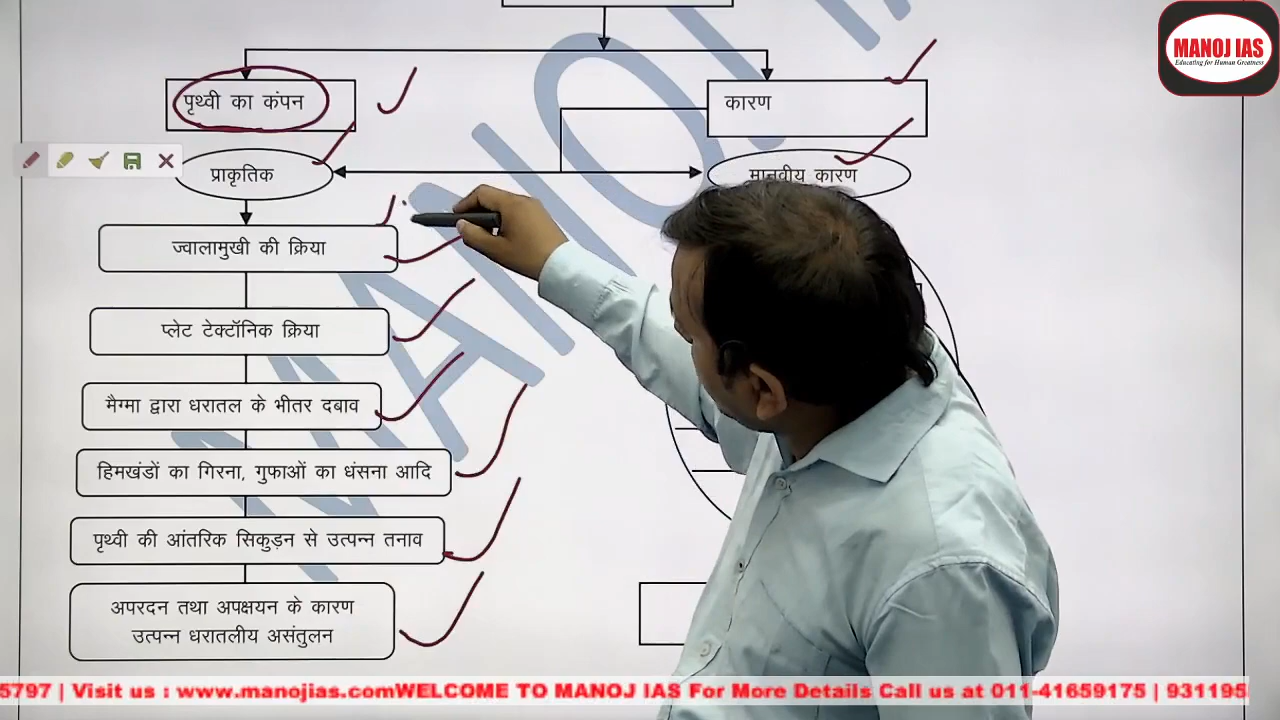 MANOJ IAS
Educating for Human Greatness
पृथ्वी का कंपन
कारण
प्राकृतिक
मानवीय कारण
ज्वालामुखी की क्रिया
प्लेट टेक्टॉनिक क्रिया
मैग्मा द्वारा धरातल के भीतर दबाव
हिमखंडों का गिरना, गुफाओं का धंसना आदि
पृथ्वी की आंतरिक सिकुड़न से उत्पन्न तनाव
अपरदन तथा अपक्षयन के कारण
उत्पन्न धरातलीय असंतुलन
MANOJ
5797 | Visit us : www.manojias.comWELCOME TO MANOJ IAS For More Details Call us at 011-41659175 | 931195